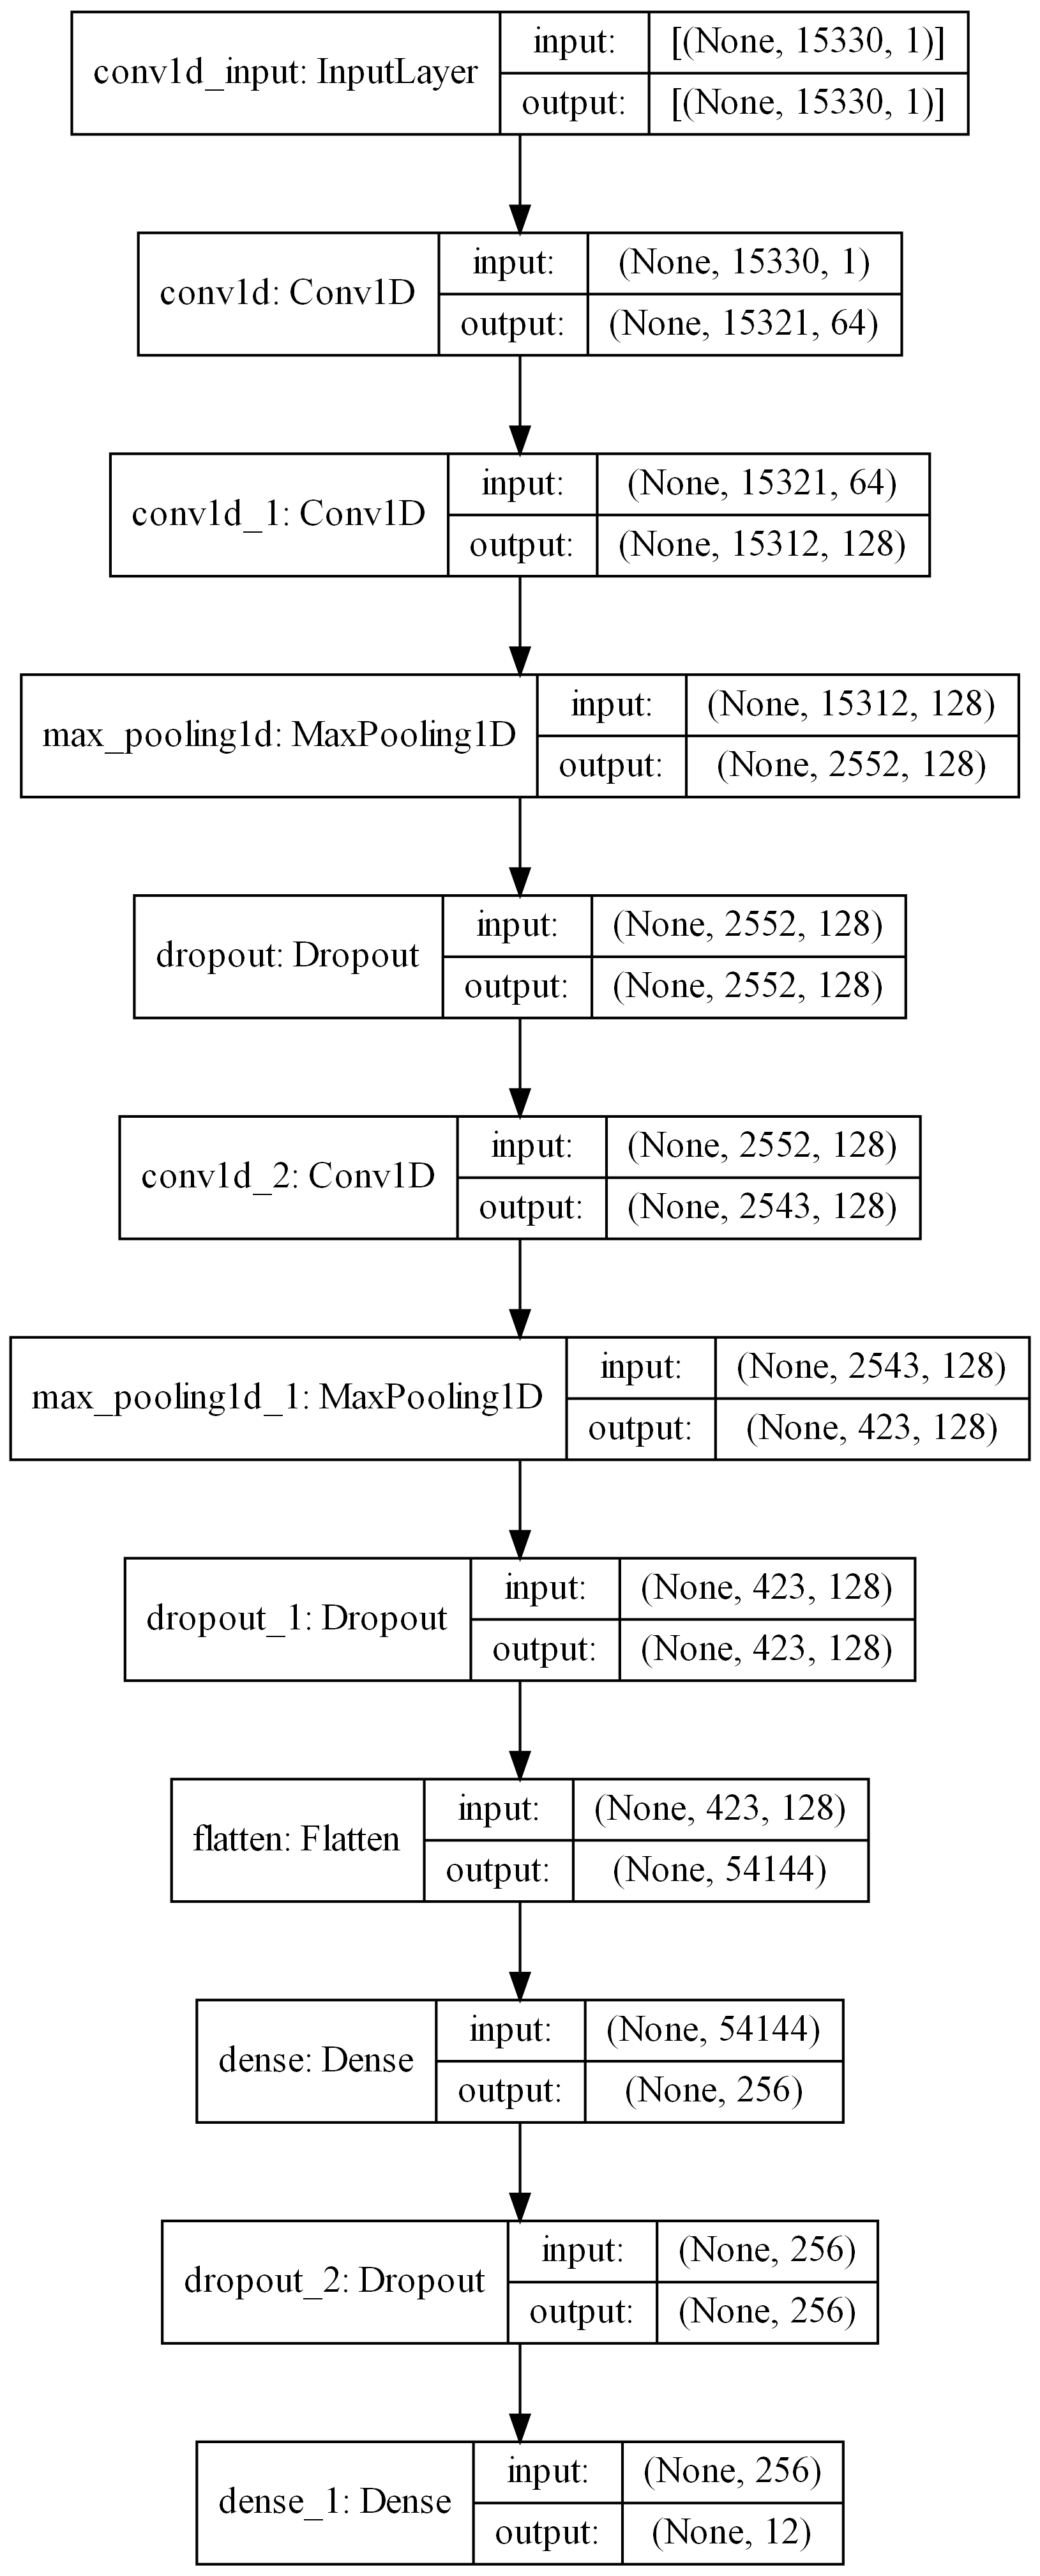 conv1d_input: InputLayer
input: [(None, 15330, 1)]
output: [(None, 15330, 1)]
conv1d: Conv1D
input: (None, 15330, 1)
output: (None, 15321, 64)
conv1d_1: Conv1D
input: (None, 15321, 64)
output: (None, 15312, 128)
max_pooling1d: MaxPooling1D
input: (None, 15312, 128)
output: (None, 2552, 128)
dropout: Dropout
input: (None, 2552, 128)
output: (None, 2552, 128)
conv1d_2: Conv1D
input: (None, 2552, 128)
output: (None, 2543, 128)
max_pooling1d_1: MaxPooling1D
input: (None, 2543, 128)
output: (None, 423, 128)
dropout_1: Dropout
input: (None, 423, 128)
output: (None, 423, 128)
flatten: Flatten
input: (None, 423, 128)
output: (None, 54144)
dense: Dense
input: (None, 54144)
output: (None, 256)
dropout_2: Dropout
input: (None, 256)
output: (None, 256)
dense_1: Dense
input: (None, 256)
output: (None, 12)